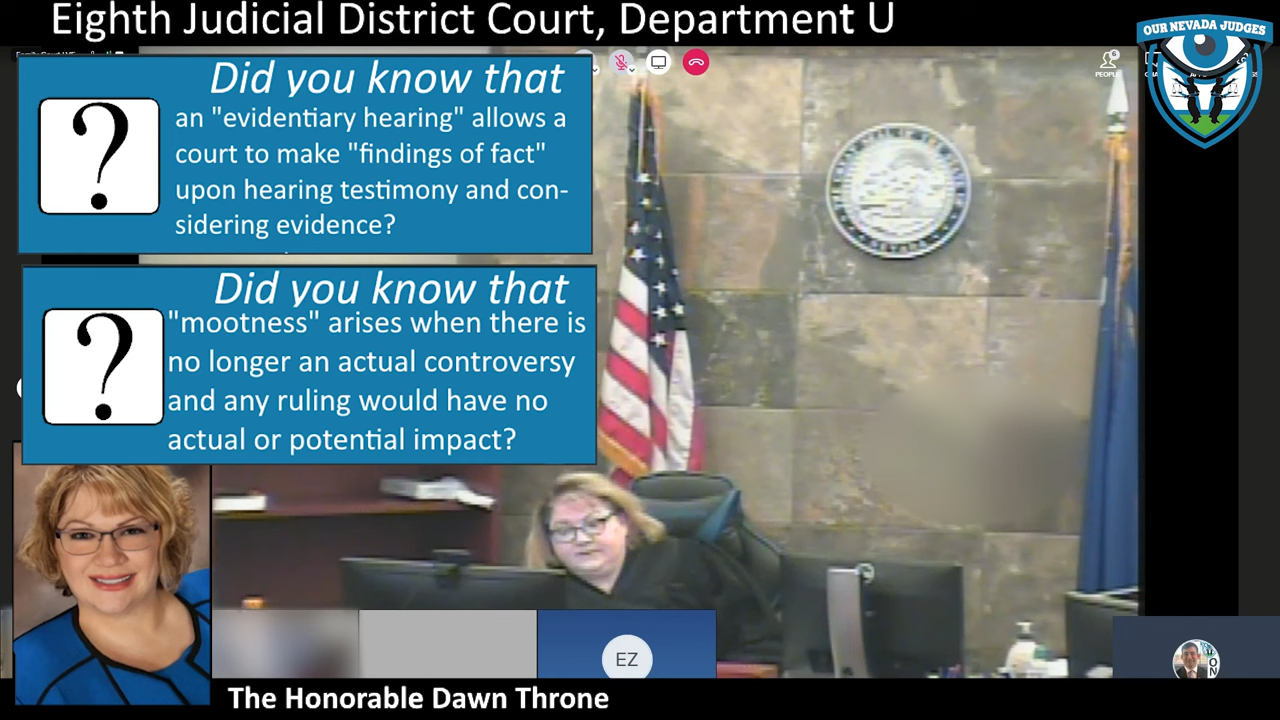 Eighth Judicial District Court, Department U
OUR NEVADA JUDGES
Did you know that
an "evidentiary hearing" allows a
court to make "findings of fact"
upon hearing testimony and con-
sidering evidence?
?
PEOPLE
NEVADA
Did you know that
"mootness" arises when there is
no longer an actual controversy
and any ruling would have no
actual or potential impact?
?
EZ
The Honorable Dawn Throne